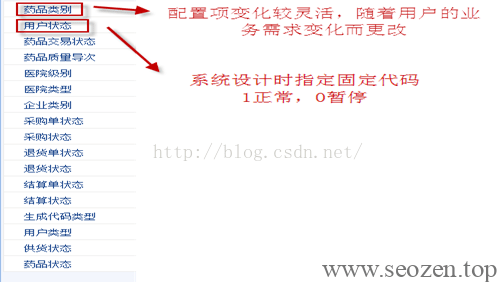 药品类别
用户状态
药品交易状态
药品质量导次
医院级别
医院类型
企业类别
采购单状态
采购状态
退货单状态
退货状态
结算单状态
结算状态
生成代码类型
用户类型
供货状态
药品状态
配置项变化较灵活，随着用户的业
务需求变化而更改
系统设计时指定固定代码
1正常，0暂停
http://blog.csdn.net/
www.seozen.top